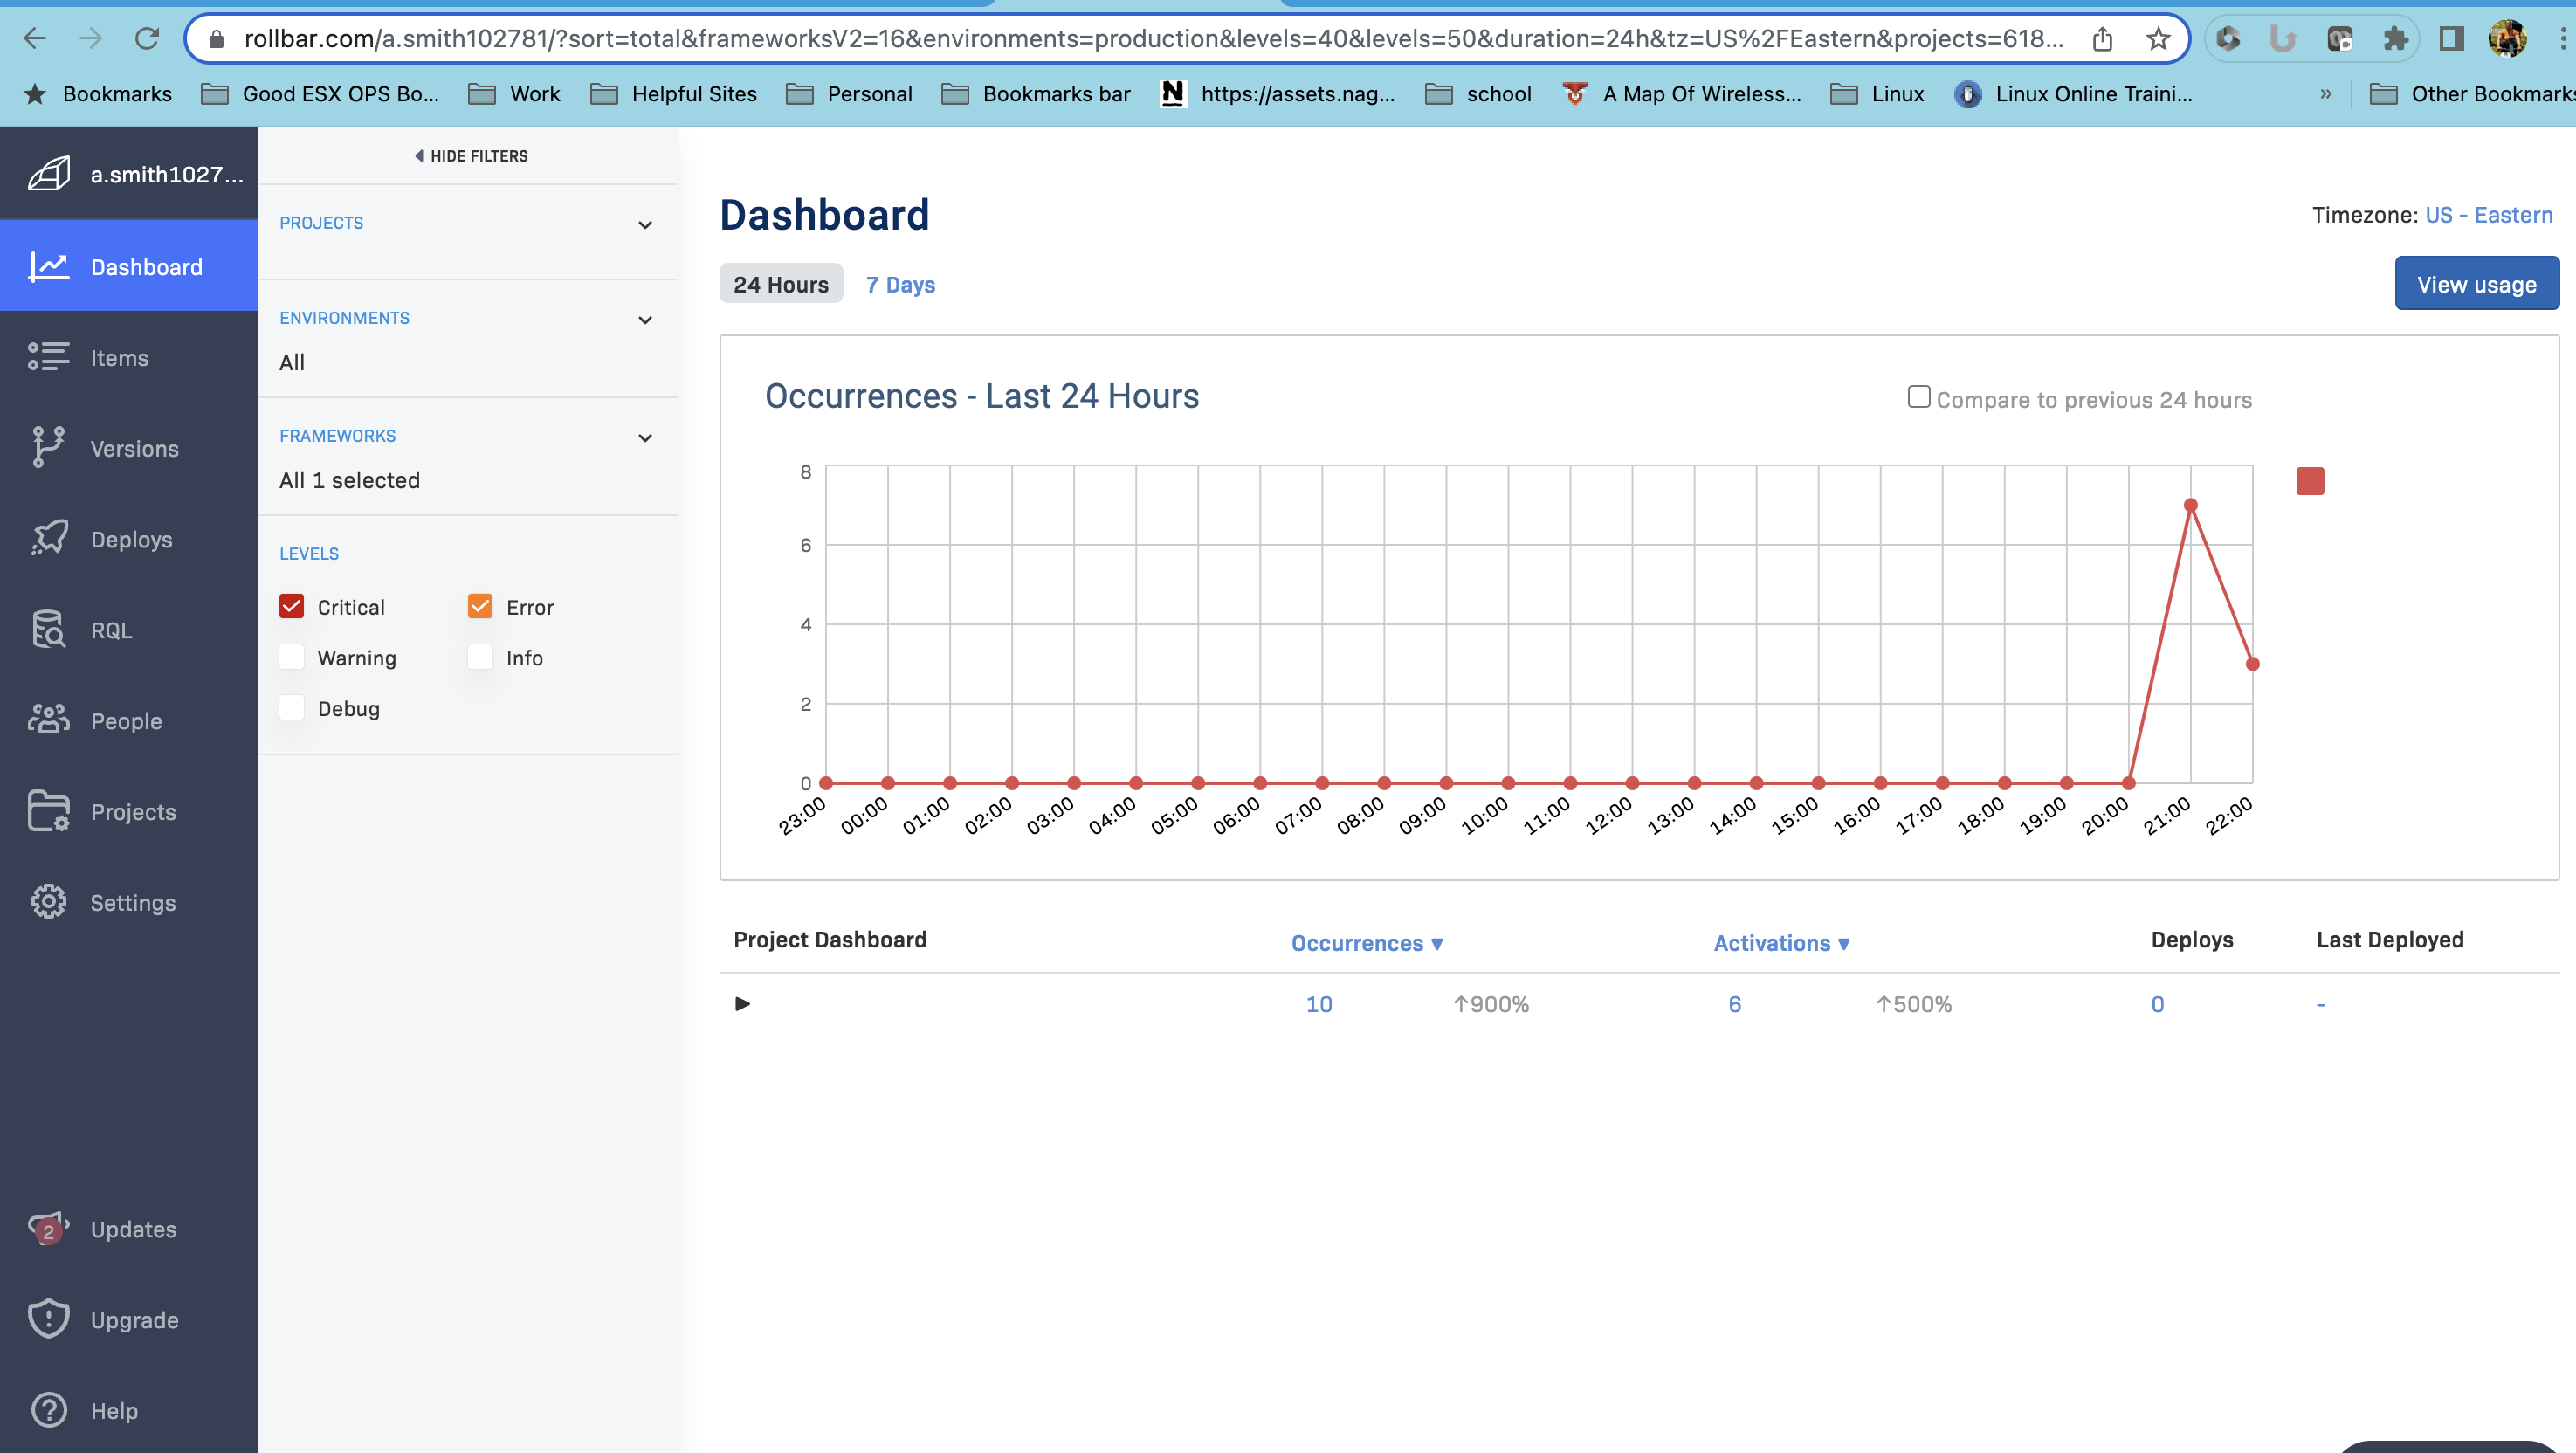 rollbar.com/a.smith102781/?sort=total&frameworksV2=16&environments=production&levels=40&levels=50&duration=24h&tz=US%2FEastern&projects=618...
Bookmarks Good ESX OPS Bo... Work Helpful Sites Personal Bookmarks bar N https://assets.nag... school A Map Of Wireless... Linux Linux Online Traini... » Other Bookmarks
a.smith1027...
Dashboard
Items
Versions
Deploys
RQL
People
Projects
Settings
2 Updates
Upgrade
Help
HIDE FILTERS
PROJECTS
ENVIRONMENTS
All
FRAMEWORKS
All 1 selected
LEVELS
Critical Error
Warning Info
Debug
Dashboard
Timezone: US - Eastern
24 Hours 7 Days
View usage
Occurrences - Last 24 Hours
Compare to previous 24 hours
8
6
4
2
0
23:00 00:00 01:00 02:00 03:00 04:00 05:00 06:00 07:00 08:00 09:00 10:00 11:00 12:00 13:00 14:00 15:00 16:00 17:00 18:00 19:00 20:00 21:00 22:00
Project Dashboard Occurrences ▼ Activations ▼ Deploys Last Deployed
10 ↑900% 6 ↑500% 0 -